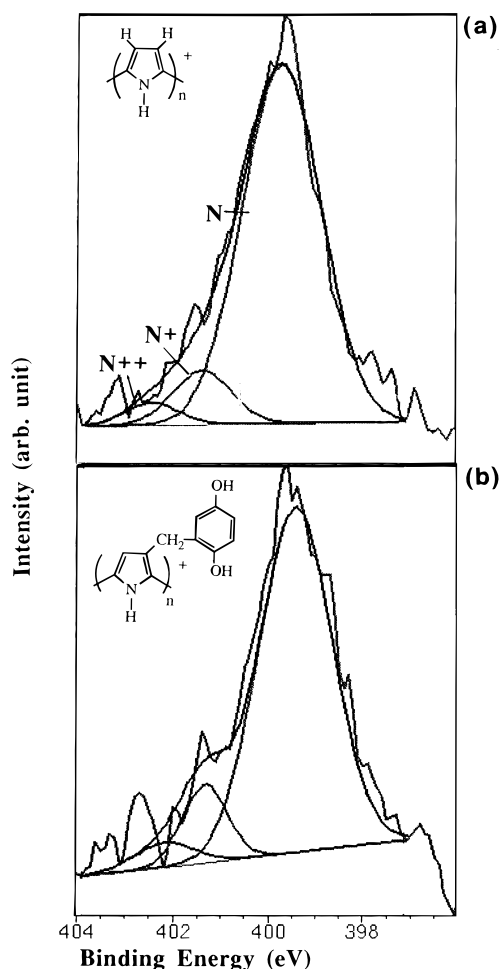 (a)
H H
+
N
n
H
N
N+
N++
Intensity (arb. unit)
(b)
OH
CH2
+
OH
N
n
H
404 402 400 398
Binding Energy (eV)